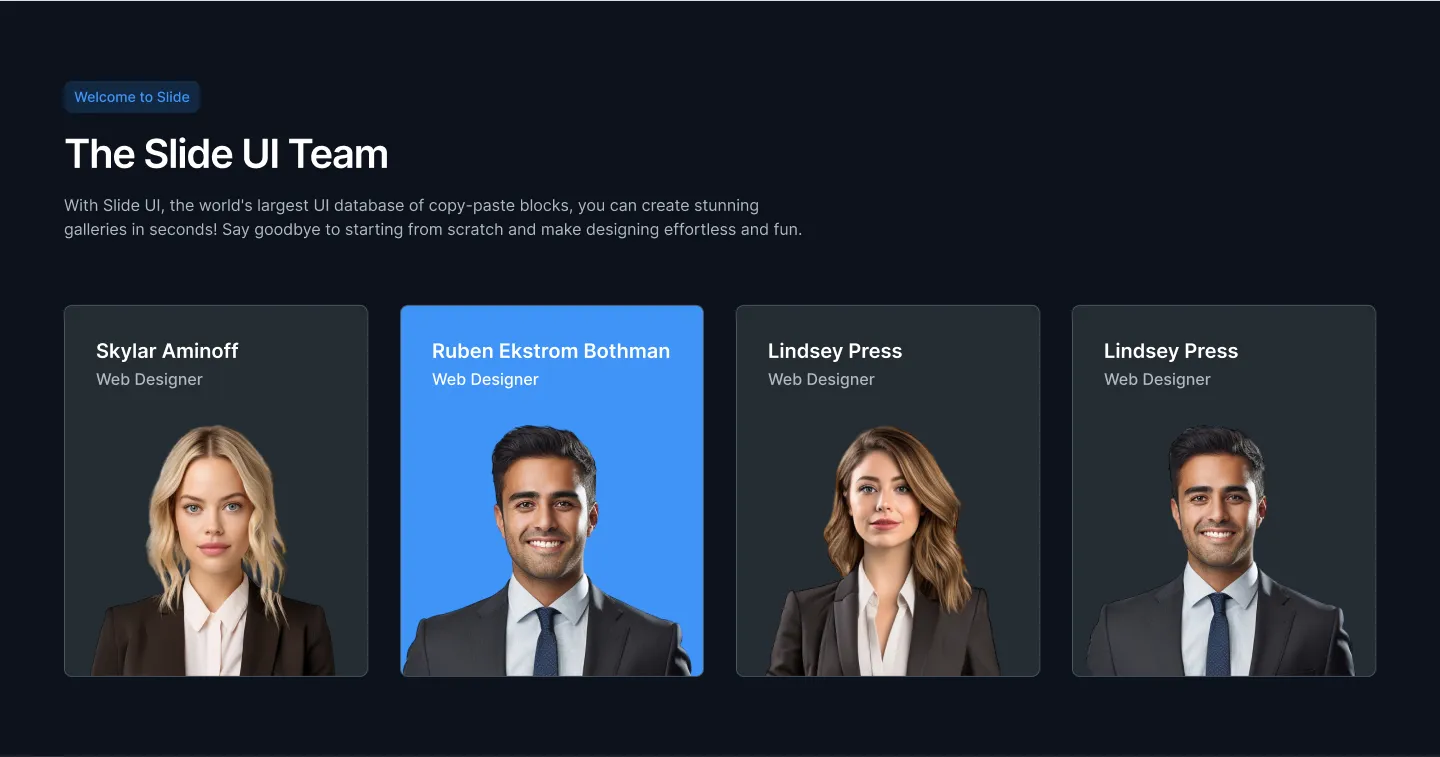 Welcome to Slide
The Slide UI Team
With Slide UI, the world's largest UI database of copy-paste blocks, you can create stunning
galleries in seconds! Say goodbye to starting from scratch and make designing effortless and fun.
Skylar Aminoff
Web Designer
Ruben Ekstrom Bothman
Web Designer
Lindsey Press
Web Designer
Lindsey Press
Web Designer